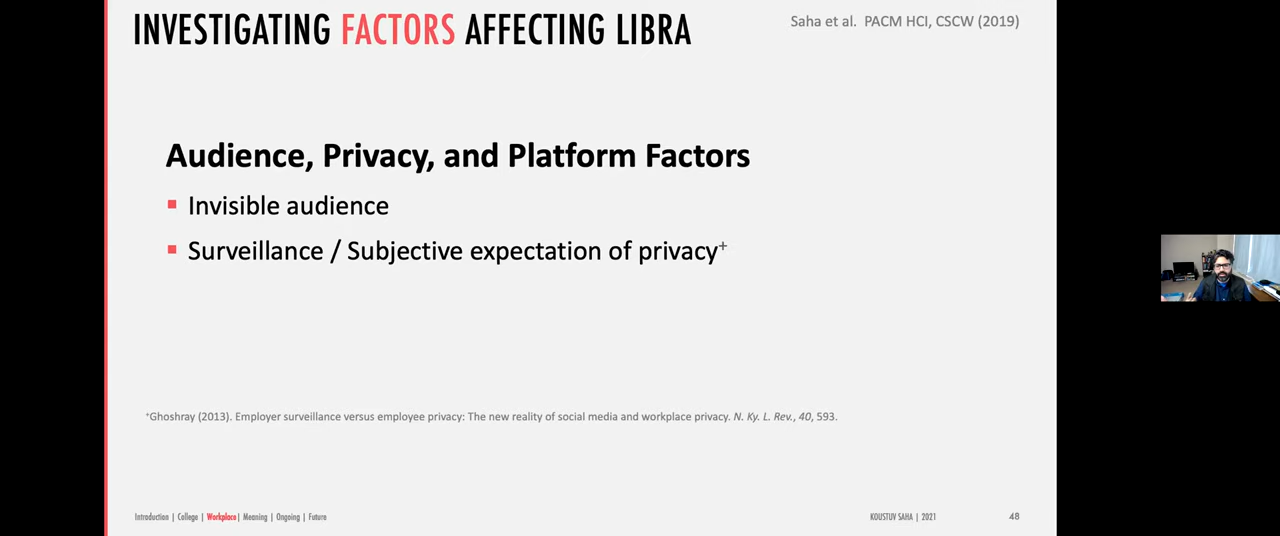 INVESTIGATING FACTORS AFFECTING LIBRA
Saha et al. PACM HCI, CSCW (2019)
Audience, Privacy, and Platform Factors
▪ Invisible audience
▪ Surveillance / Subjective expectation of privacy+
+Ghoshray (2013). Employer surveillance versus employee privacy: The new reality of social media and workplace privacy. N. Ky. L. Rev., 40, 593.
Introduction | College | Workplace | Meaning | Ongoing | Future
KOUSTUV SAHA | 2021
48